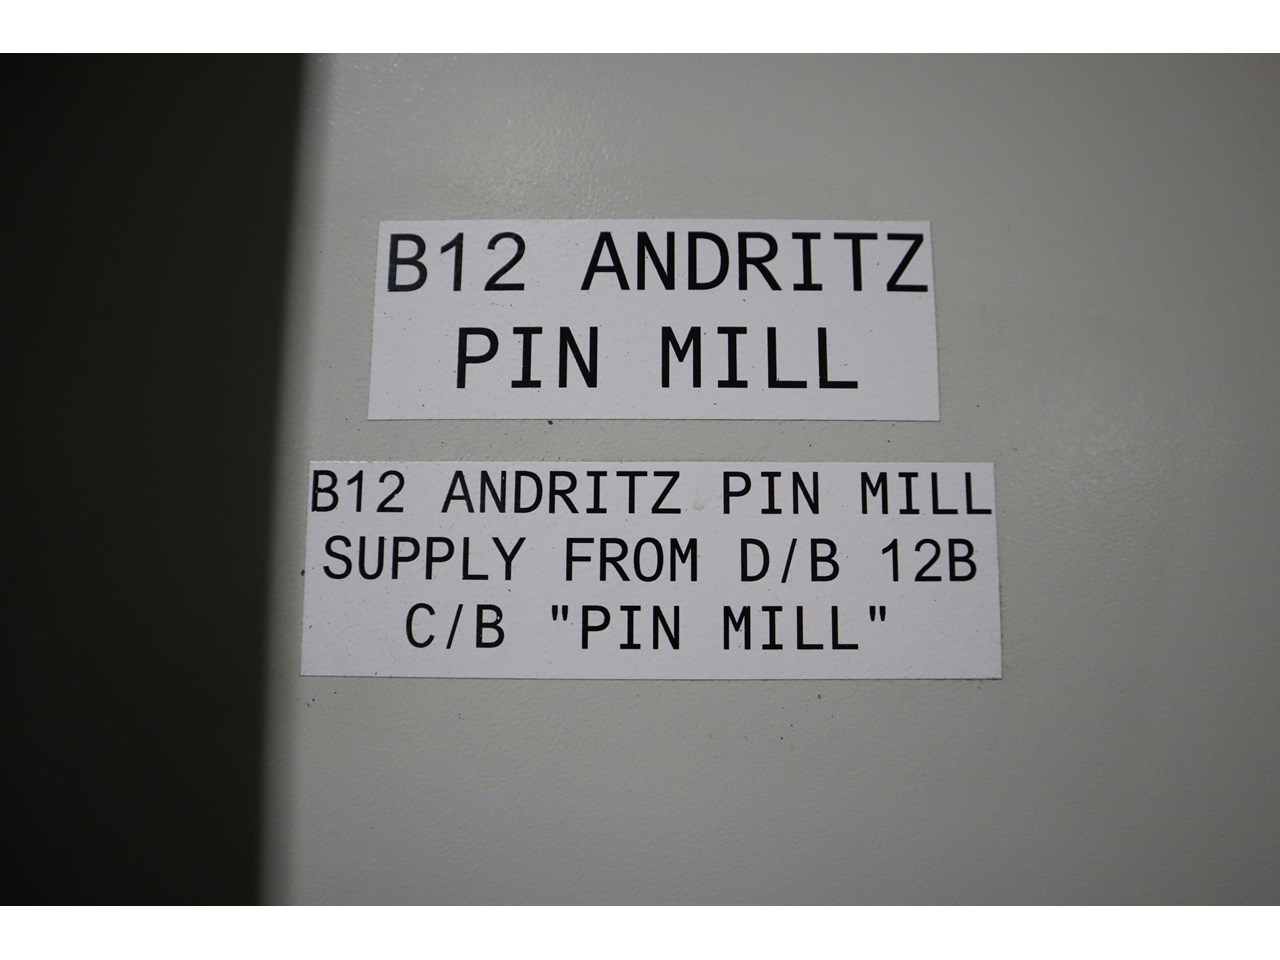 B12 ANDRITZ
PIN MILL
B12 ANDRITZ PIN MILL
SUPPLY FROM D/B 12B
C/B "PIN MILL"